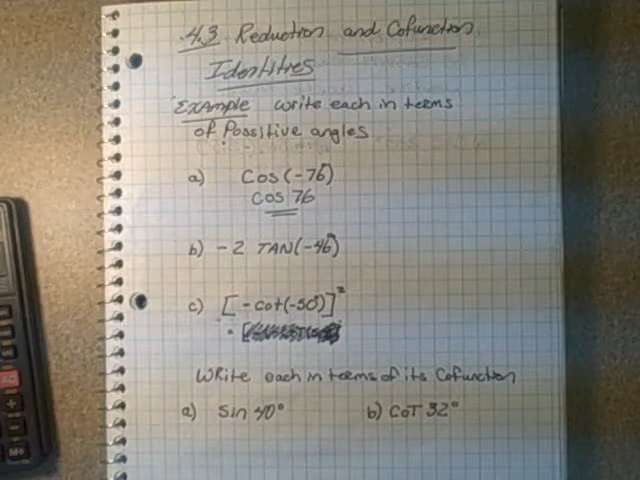 4.3 Reduction and Cofunction
Identities
Example Write each in terms
of Possitive angles
a) Cos(-76°)
Cos 76
b) -2 TAN(-46°)
c) [-cot(-50°)]²
Write each in terms of its Cofunction
a) Sin 40° b) COT 32°